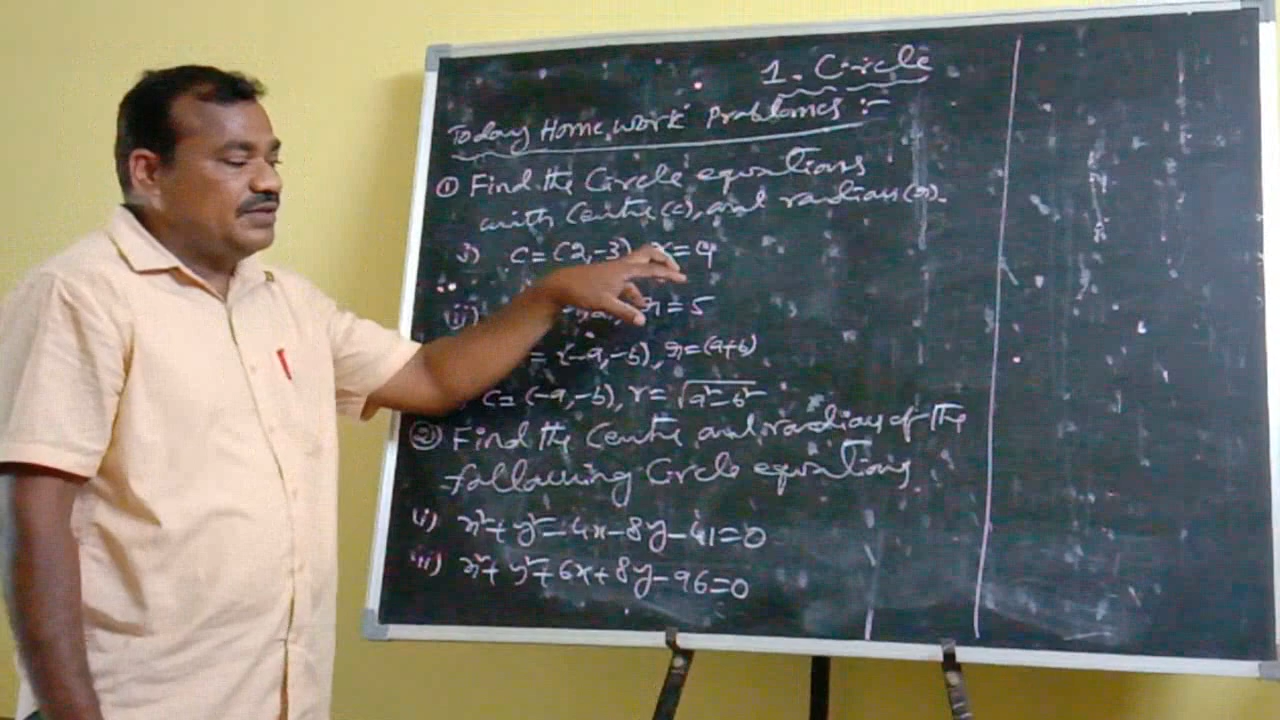 1. Circle
Today Home work Problomes :-
① Find the Circle equations
with Centre (c), and radius (r).
i) C = (2, -3), r = 4
ii) r = 5
= (-a, -b), r = (a+b)
C = (-a, -b), r = √a²-b²
② Find the Centre and radius of the
following Circle equations
i) x² + y² - 4x - 8y - 41 = 0
ii) x² + y² + 6x + 8y - 96 = 0